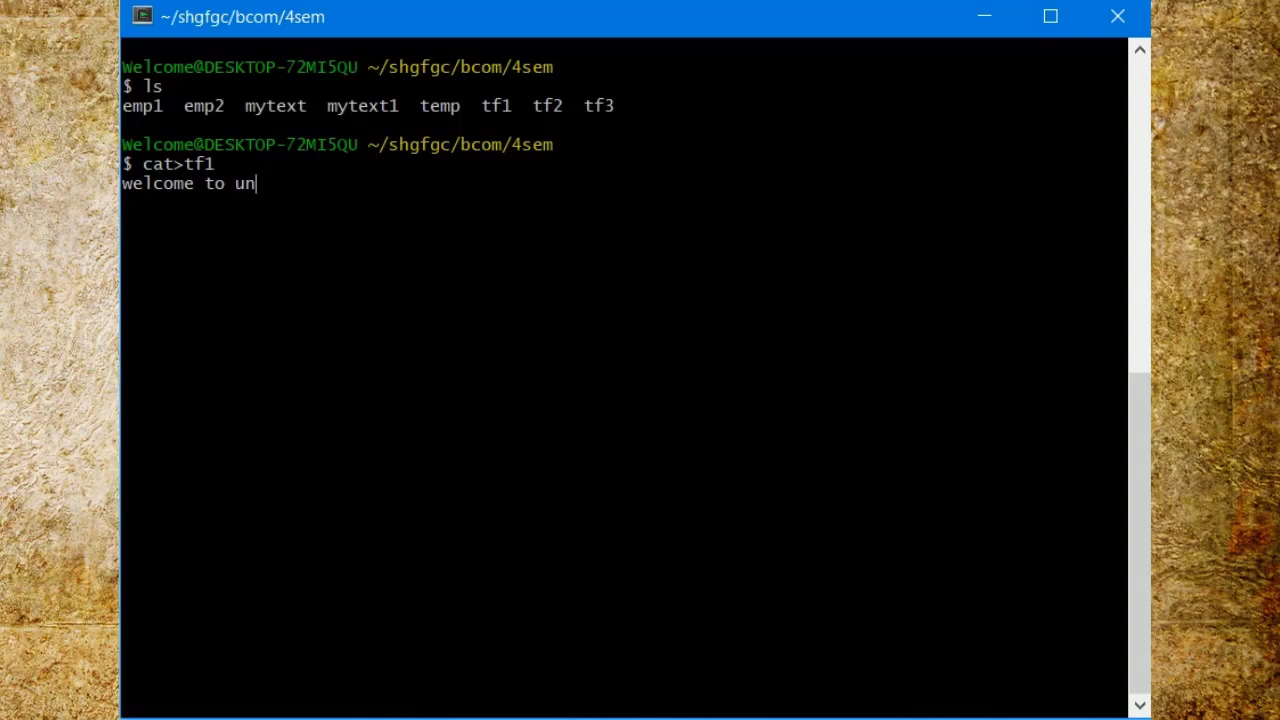 ~/shgfgc/bcom/4sem
Welcome@DESKTOP-72MI5QU ~/shgfgc/bcom/4sem
$ ls
emp1  emp2  mytext  mytext1  temp  tf1  tf2  tf3
Welcome@DESKTOP-72MI5QU ~/shgfgc/bcom/4sem
$ cat>tf1
welcome to un